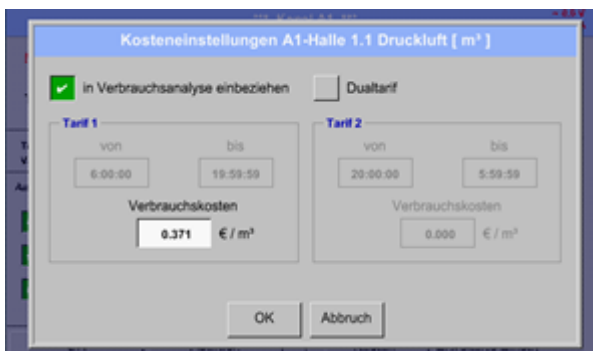 Kosteneinstellungen A1-Halle 1.1 Druckluft [ m³ ]
in Verbrauchsanalyse einbeziehen Dualtarif
Tarif 1 Tarif 2
von bis von bis
6:00:00 19:59:59 20:00:00 5:59:59
Verbrauchskosten Verbrauchskosten
0.371 € / m³ 0.000 € / m³
OK Abbruch